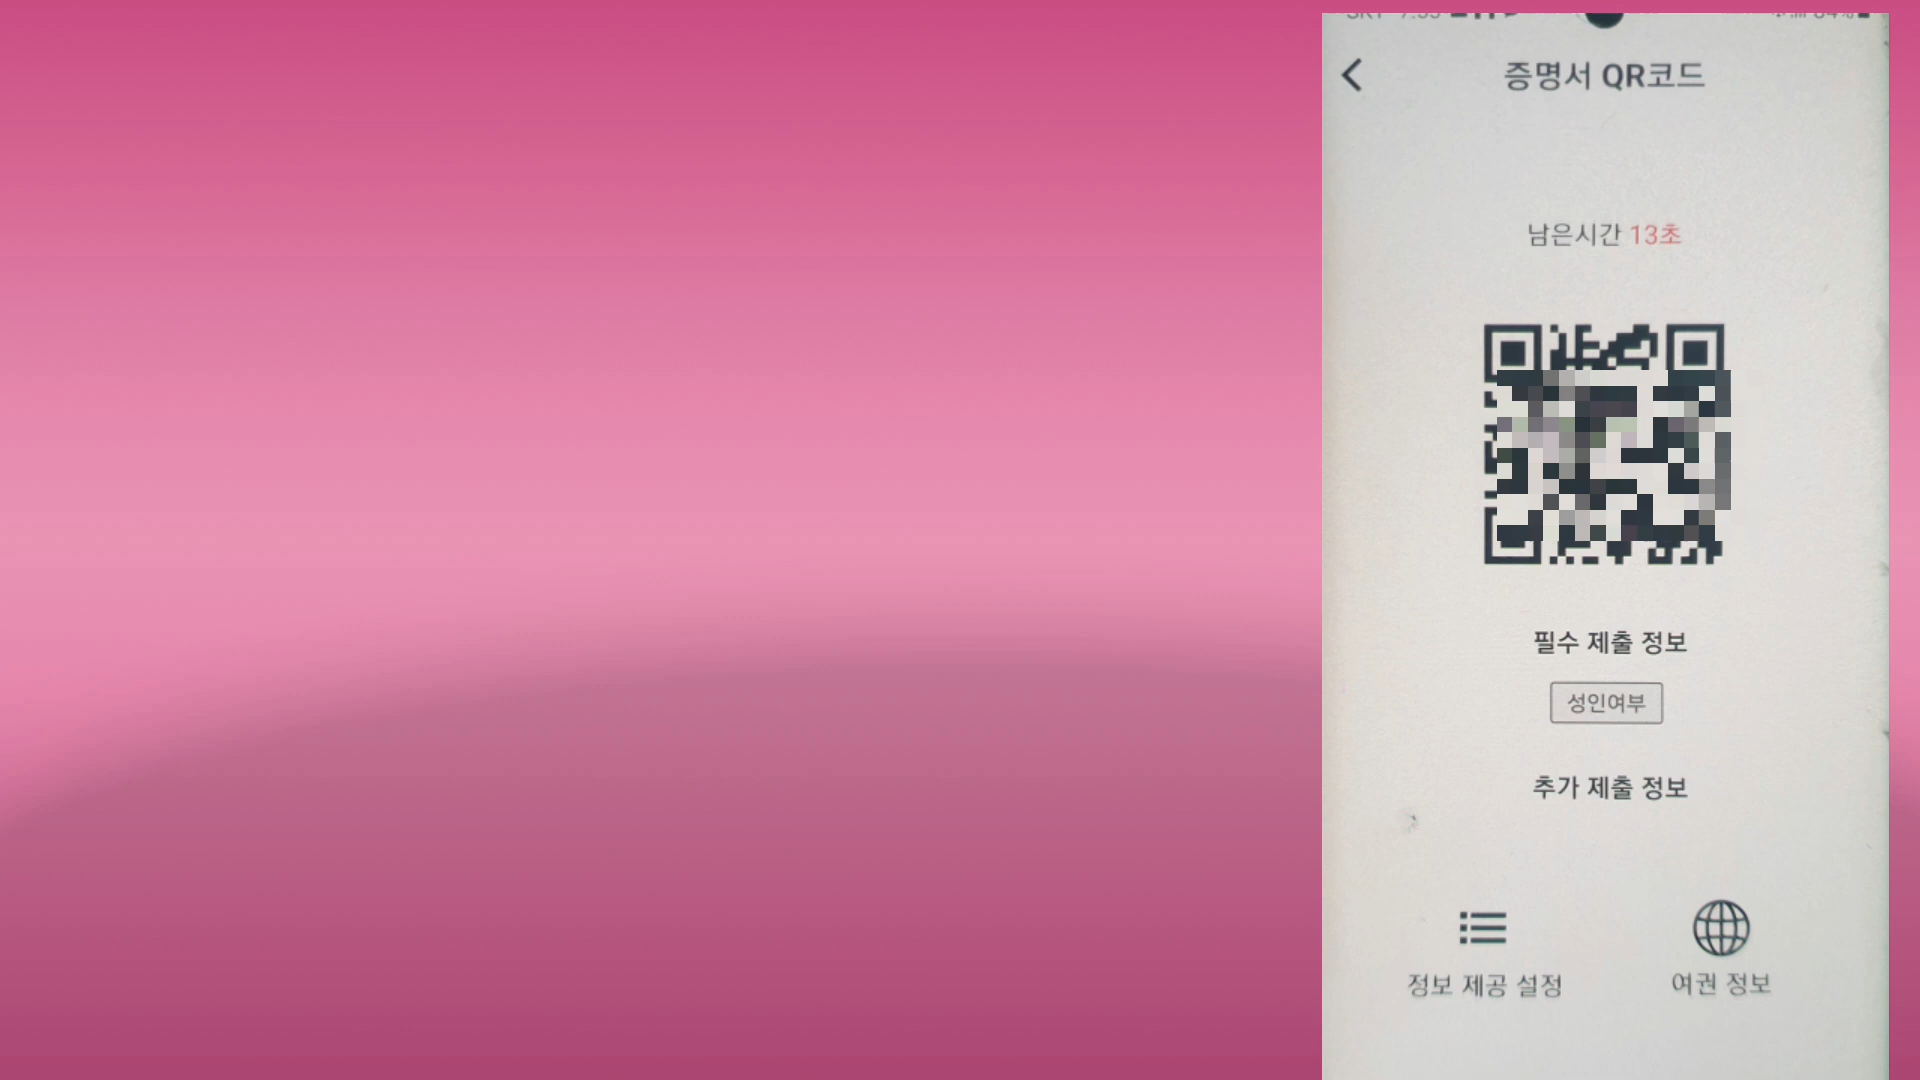 증명서 QR코드
남은시간 13초
필수 제출 정보
성인여부
추가 제출 정보
정보 제공 설정
여권 정보